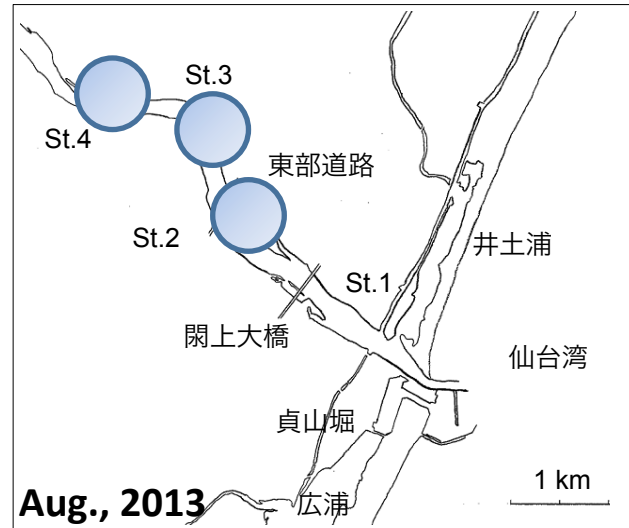 St.3
St.4
東部道路
St.2
井土浦
St.1
閖上大橋
仙台湾
貞山堀
1 km
Aug., 2013
広浦